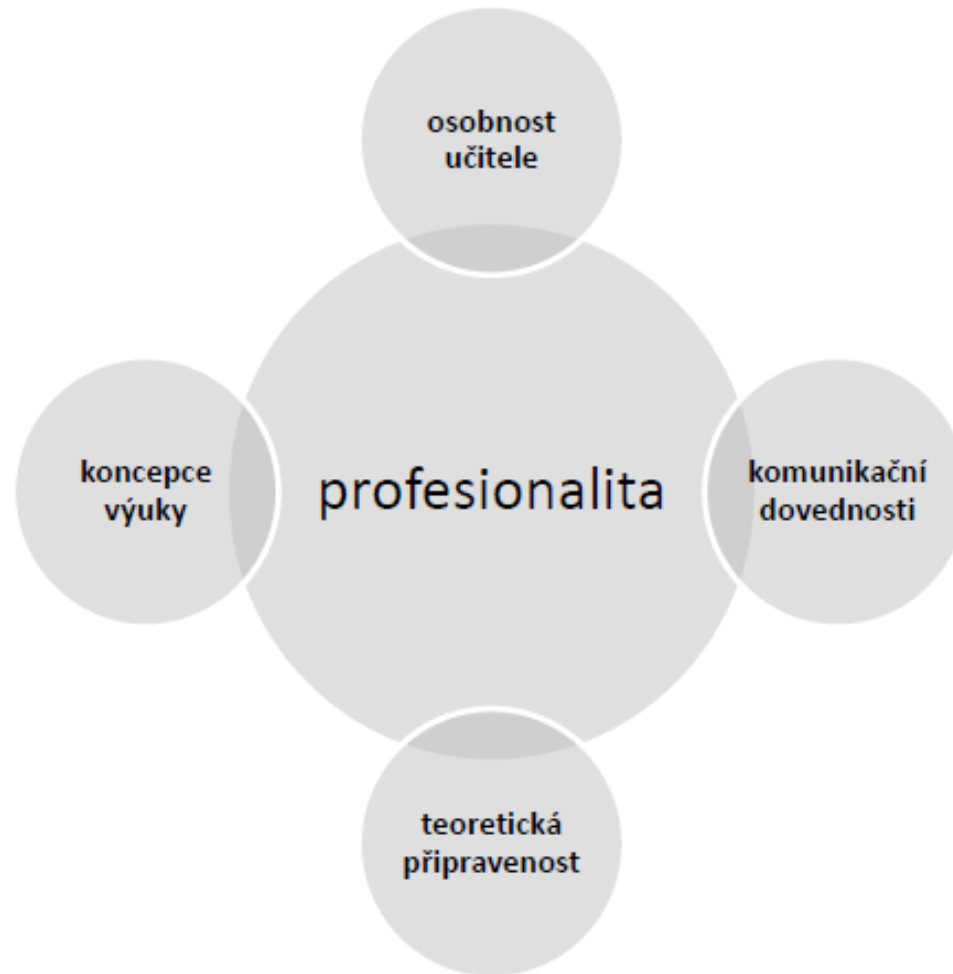 osobnost
učitele
koncepce
výuky
profesionalita
komunikační
dovednosti
teoretická
připravenost